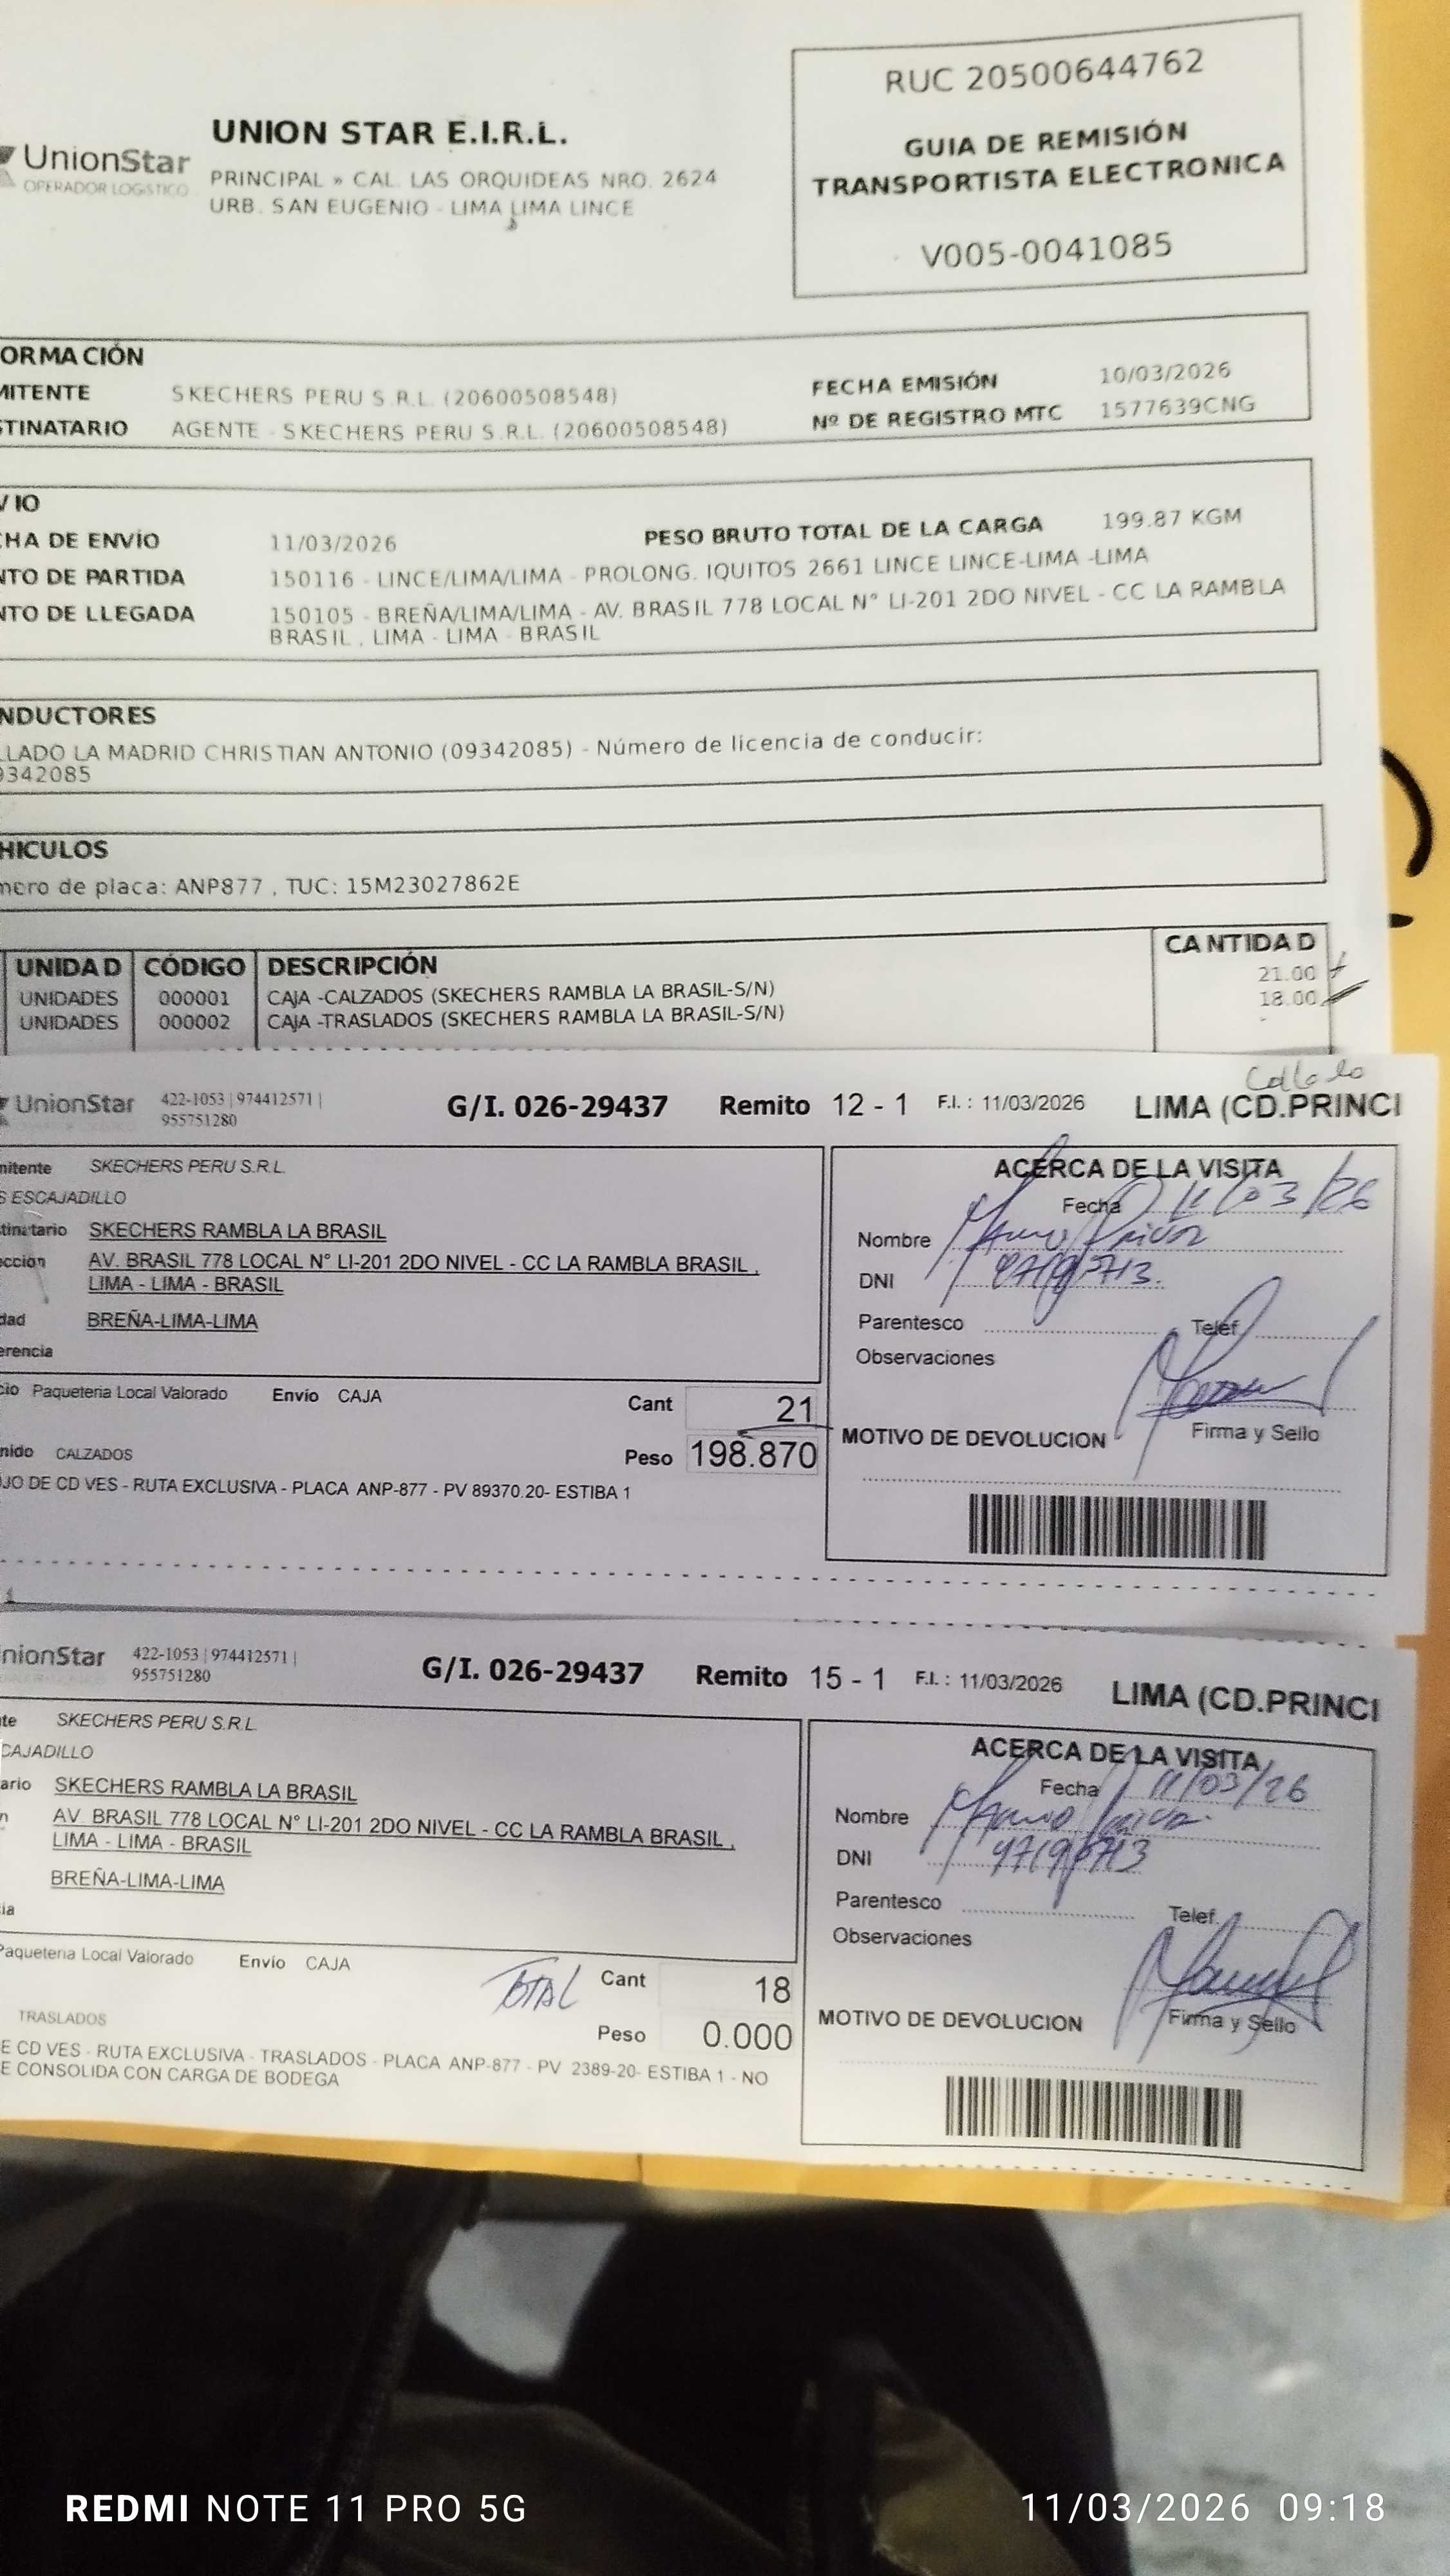 RUC 20500644762
GUIA DE REMISIÓN
TRANSPORTISTA ELECTRONICA
V005-0041085
UnionStar
OPERADOR LOGISTICO
UNION STAR E.I.R.L.
PRINCIPAL » CAL. LAS ORQUIDEAS NRO. 2624
URB. SAN EUGENIO - LIMA LIMA LINCE
ORMACIÓN
MITENTE SKECHERS PERU S.R.L. (20600508548) FECHA EMISIÓN 10/03/2026
STINATARIO AGENTE - SKECHERS PERU S.R.L. (20600508548) Nº DE REGISTRO MTC 1577639CNG
VIO
CHA DE ENVÍO 11/03/2026 PESO BRUTO TOTAL DE LA CARGA 199.87 KGM
NTO DE PARTIDA 150116 - LINCE/LIMA/LIMA - PROLONG. IQUITOS 2661 LINCE LINCE-LIMA -LIMA
NTO DE LLEGADA 150105 - BREÑA/LIMA/LIMA - AV. BRASIL 778 LOCAL N° LI-201 2DO NIVEL - CC LA RAMBLA
BRASIL , LIMA - LIMA - BRASIL
NDUCTORES
LLADO LA MADRID CHRISTIAN ANTONIO (09342085) - Número de licencia de conducir:
9342085
HICULOS
mero de placa: ANP877 , TUC: 15M23027862E
UNIDAD CÓDIGO DESCRIPCIÓN CANTIDAD
UNIDADES 000001 CAJA -CALZADOS (SKECHERS RAMBLA LA BRASIL-S/N) 21.00
UNIDADES 000002 CAJA -TRASLADOS (SKECHERS RAMBLA LA BRASIL-S/N) 18.00
Collado
UnionStar 422-1053 | 974412571 | G/I. 026-29437 Remito 12 - 1 F.I. : 11/03/2026 LIMA (CD.PRINCI
955751280
mitente SKECHERS PERU S.R.L. ACERCA DE LA VISITA
S ESCAJADILLO Fecha 11/03/26
tinatario SKECHERS RAMBLA LA BRASIL Nombre
ección AV. BRASIL 778 LOCAL N° LI-201 2DO NIVEL - CC LA RAMBLA BRASIL , DNI
LIMA - LIMA - BRASIL
dad BREÑA-LIMA-LIMA Parentesco Telef.
erencia Observaciones
cio Paqueteria Local Valorado Envío CAJA Cant 21
Firma y Sello
MOTIVO DE DEVOLUCION
nido CALZADOS Peso 198.870
JO DE CD VES - RUTA EXCLUSIVA - PLACA ANP-877 - PV 89370.20- ESTIBA 1
nionStar 422-1053 | 974412571 | G/I. 026-29437 Remito 15 - 1 F.I. : 11/03/2026 LIMA (CD.PRINCI
955751280
te SKECHERS PERU S.R.L. ACERCA DE LA VISITA
CAJADILLO Fecha 11/03/26
ario SKECHERS RAMBLA LA BRASIL Nombre
n AV. BRASIL 778 LOCAL N° LI-201 2DO NIVEL - CC LA RAMBLA BRASIL , DNI
LIMA - LIMA - BRASIL
BREÑA-LIMA-LIMA Parentesco Telef.
ia Observaciones
Paqueteria Local Valorado Envío CAJA TOTAL Cant 18
TRASLADOS Peso 0.000 MOTIVO DE DEVOLUCION Firma y Sello
E CD VES - RUTA EXCLUSIVA - TRASLADOS - PLACA ANP-877 - PV 2389-20- ESTIBA 1 - NO
E CONSOLIDA CON CARGA DE BODEGA
REDMI NOTE 11 PRO 5G 11/03/2026 09:18